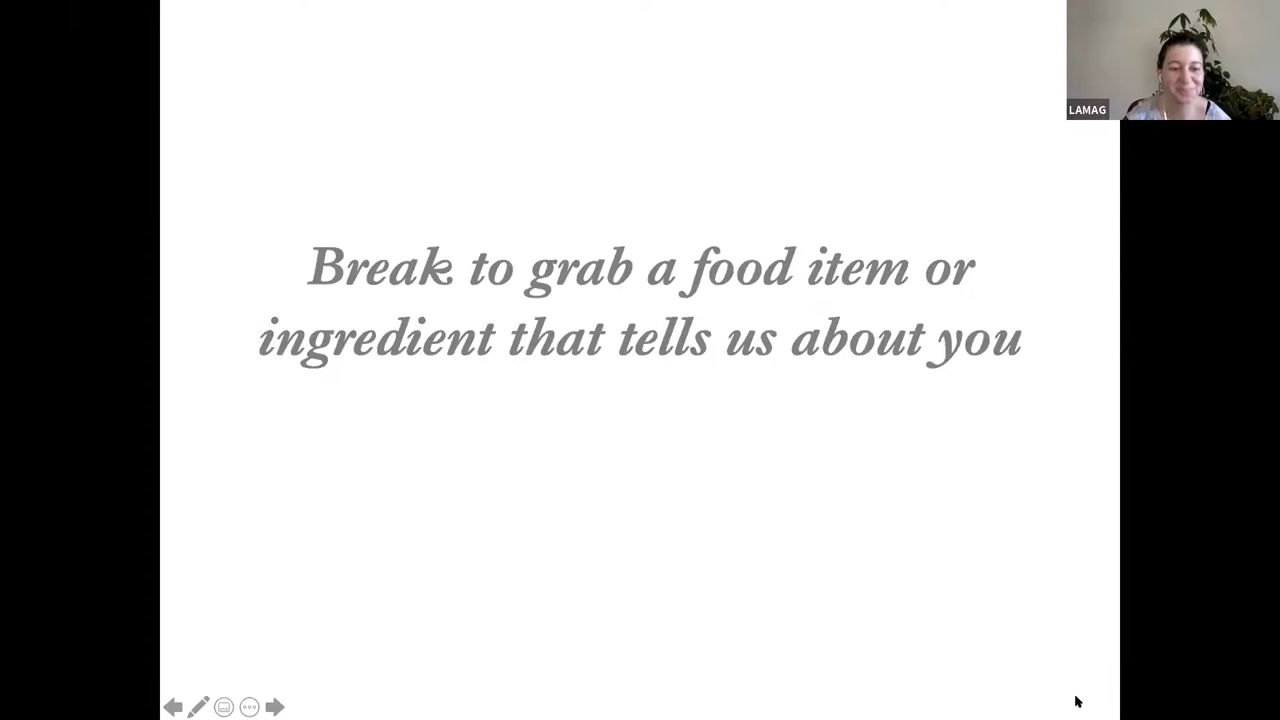 LAMAG
Break to grab a food item or
ingredient that tells us about you